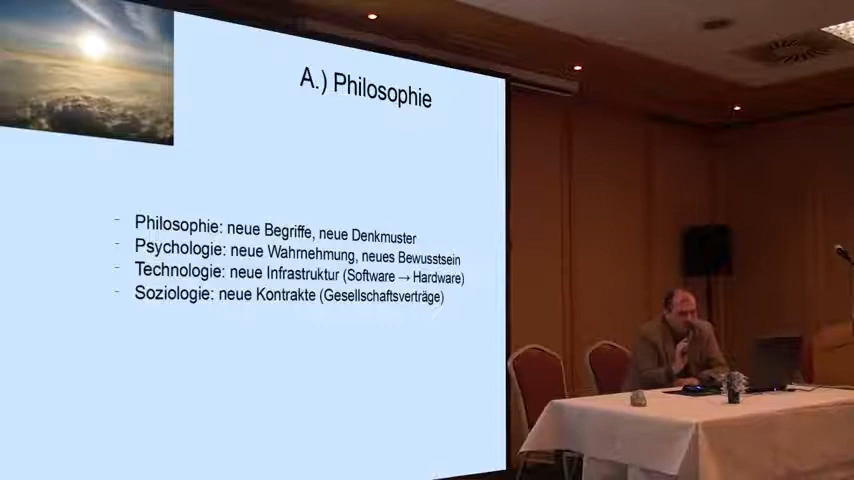 A.) Philosophie
- Philosophie: neue Begriffe, neue Denkmuster
- Psychologie: neue Wahrnehmung, neues Bewusstsein
- Technologie: neue Infrastruktur (Software → Hardware)
- Soziologie: neue Kontrakte (Gesellschaftsverträge)